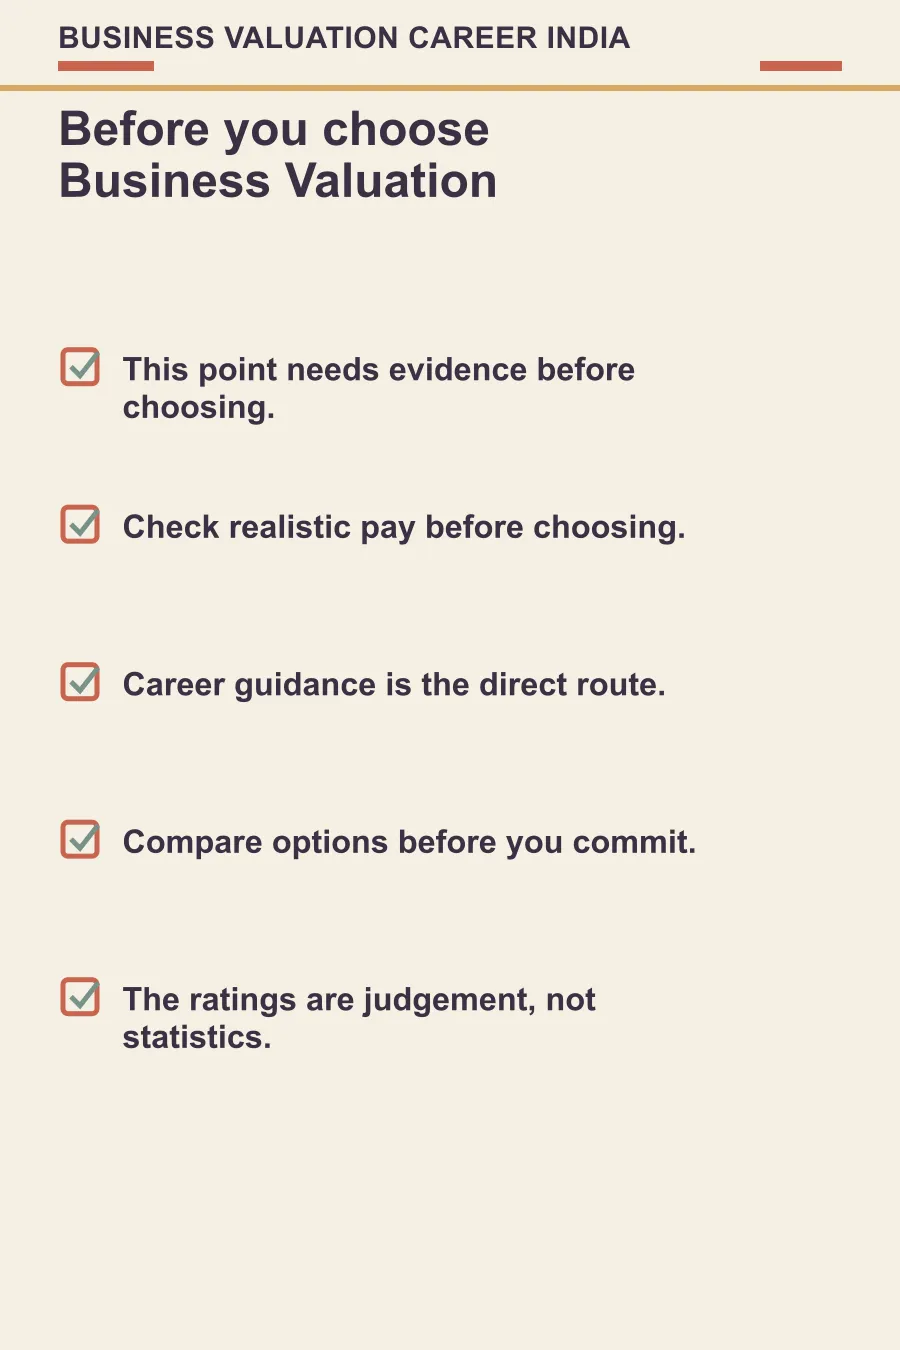 BUSINESS VALUATION CAREER INDIA
Before you choose
Business Valuation
This point needs evidence before
choosing.
Check realistic pay before choosing.
Career guidance is the direct route.
Compare options before you commit.
The ratings are judgement, not
statistics.